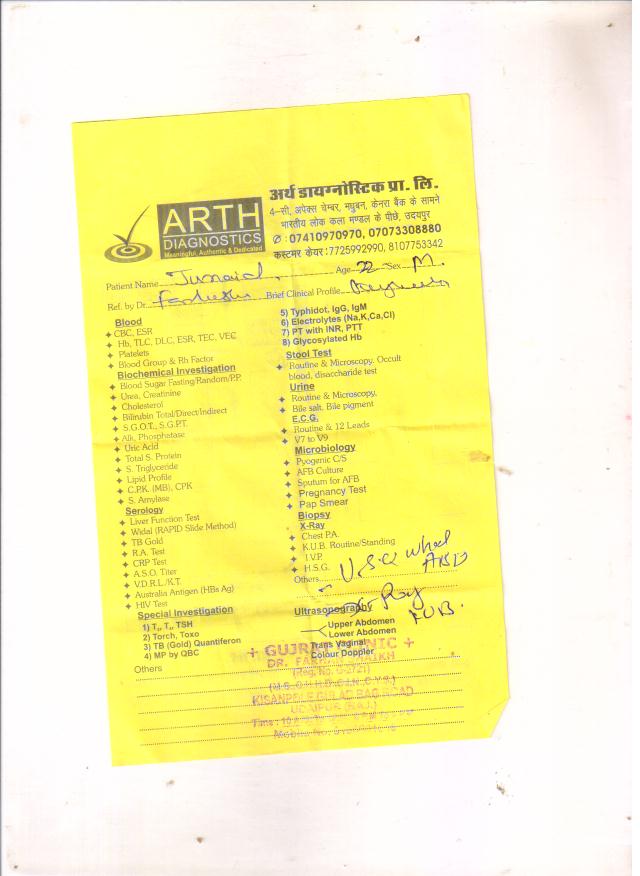 ARTH
DIAGNOSTICS
Meaningful, Authentic & Dedicated
अर्थ डायग्नोस्टिक प्रा. लि.
4-सी, अपेक्स चेम्बर, मधुबन, केनरा बैंक के सामने
भारतीय लोक कला मण्डल के पीछे, उदयपुर
✆ : 07410970970, 07073308880
कस्टमर केयर : 7725992990, 8107753342
Patient Name Junaid Age 22 Sex M.
Ref. by Dr. Brief Clinical Profile
Blood
CBC, ESR
Hb, TLC, DLC, ESR, TEC, VEC
Platelets
Blood Group & Rh Factor
Biochemical Investigation
Blood Sugar Fasting/Random/P.P.
Urea, Creatinine
Cholesterol
Bilirubin Total/Direct/Indirect
S.G.O.T., S.G.P.T.
Alk. Phosphatase
Uric Acid
Total S. Protein
S. Triglyceride
Lipid Profile
C.P.K. (MB), CPK
S. Amylase
Serology
Liver Function Test
Widal (RAPID Slide Method)
TB Gold
R.A. Test
CRP Test
A.S.O. Titer
V.D.R.L./K.T.
Australia Antigen (HBs Ag)
HIV Test
Special Investigation
1) T₃, T₄, TSH
2) Torch, Toxo
3) TB (Gold) Quantiferon
4) MP by QBC
Others
5) Typhidot, IgG, IgM
6) Electrolytes (Na,K,Ca,Cl)
7) PT with INR, PTT
8) Glycosylated Hb
Stool Test
Routine & Microscopy, Occult
blood, disaccharide test
Urine
Routine & Microscopy,
Bile salt, Bile pigment
E.C.G.
Routine & 12 Leads
V7 to V9
Microbiology
Pyogenic C/S
AFB Culture
Sputum for AFB
Pregnancy Test
Pap Smear
Biopsy
X-Ray
Chest P.A.
K.U.B. Routine/Standing
I.V.P.
H.S.G.
Others U.S.G whol
ABD
Ray
KUB.
Ultrasonography
Upper Abdomen
Lower Abdomen
Trans Vaginal
Colour Doppler
+ GUJRAT CLINIC +
DR. FARRUKH SHAIKH
KISANPOLE GULAB BAG ROAD
UDAIPUR (RAJ.)